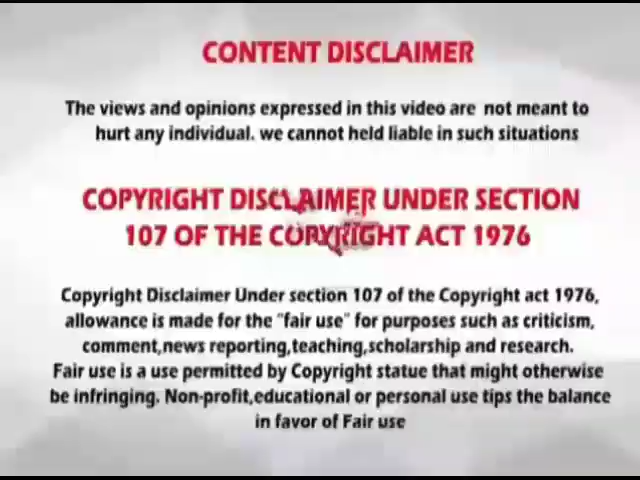 CONTENT DISCLAIMER
The views and opinions expressed in this video are not meant to
hurt any individual. we cannot held liable in such situations
COPYRIGHT DISCLAIMER UNDER SECTION
107 OF THE COPYRIGHT ACT 1976
Copyright Disclaimer Under section 107 of the Copyright act 1976,
allowance is made for the "fair use" for purposes such as criticism,
comment,news reporting,teaching,scholarship and research.
Fair use is a use permitted by Copyright statue that might otherwise
be infringing. Non-profit,educational or personal use tips the balance
in favor of Fair use